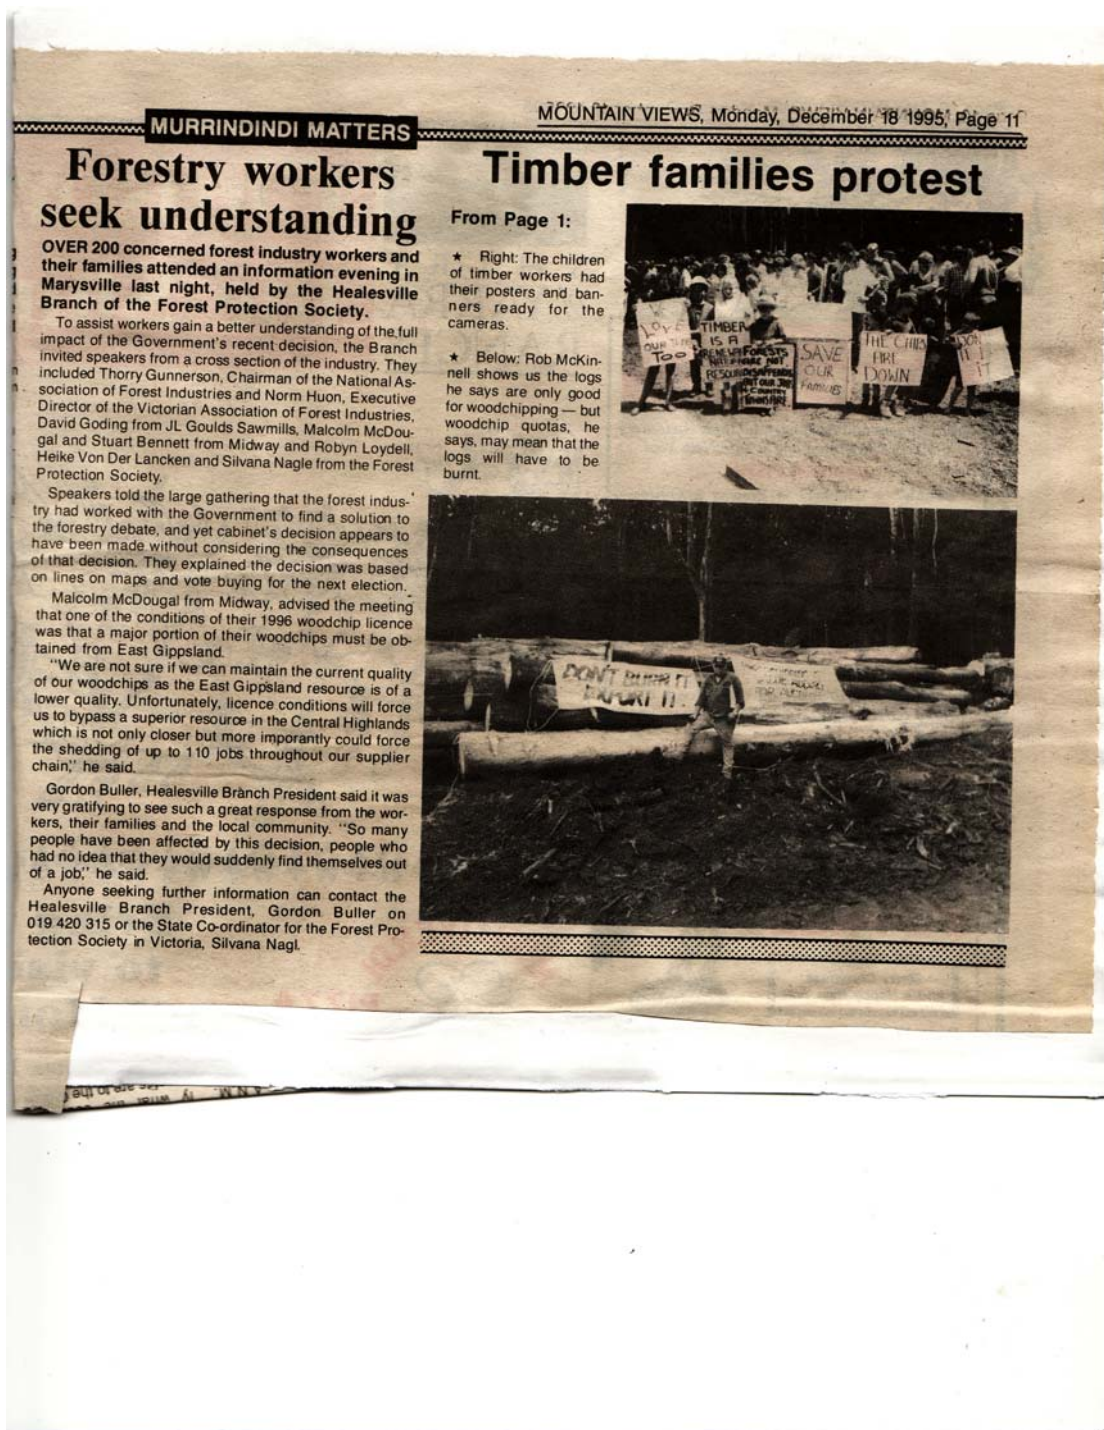 MOUNTAIN VIEWS, Monday, December 18 1995, Page 11
MURRINDINDI MATTERS
Forestry workers
seek understanding
OVER 200 concerned forest industry workers and
their families attended an information evening in
Marysville last night, held by the Healesville
Branch of the Forest Protection Society.
To assist workers gain a better understanding of the full
impact of the Government's recent decision, the Branch
invited speakers from a cross section of the industry. They
included Thorry Gunnerson, Chairman of the National As-
sociation of Forest Industries and Norm Huon, Executive
Director of the Victorian Association of Forest Industries,
David Goding from JL Goulds Sawmills, Malcolm McDou-
gal and Stuart Bennett from Midway and Robyn Loydell,
Heike Von Der Lancken and Silvana Nagle from the Forest
Protection Society.
Speakers told the large gathering that the forest indus-
try had worked with the Government to find a solution to
the forestry debate, and yet cabinet's decision appears to
have been made without considering the consequences
of that decision. They explained the decision was based
on lines on maps and vote buying for the next election.
Malcolm McDougal from Midway, advised the meeting
that one of the conditions of their 1996 woodchip licence
was that a major portion of their woodchips must be ob-
tained from East Gippsland.
"We are not sure if we can maintain the current quality
of our woodchips as the East Gippsland resource is of a
lower quality. Unfortunately, licence conditions will force
us to bypass a superior resource in the Central Highlands
which is not only closer but more imporantly could force
the shedding of up to 110 jobs throughout our supplier
chain," he said.
Gordon Buller, Healesville Branch President said it was
very gratifying to see such a great response from the wor-
kers, their families and the local community. "So many
people have been affected by this decision, people who
had no idea that they would suddenly find themselves out
of a job," he said.
Anyone seeking further information can contact the
Healesville Branch President, Gordon Buller on
019 420 315 or the State Co-ordinator for the Forest Pro-
tection Society in Victoria, Silvana Nagl.
Timber families protest
From Page 1:
★ Right: The children
of timber workers had
their posters and ban-
ners ready for the
cameras.
★ Below: Rob McKin-
nell shows us the logs
he says are only good
for woodchipping — but
woodchip quotas, he
says, may mean that the
logs will have to be
burnt.
LOVE
OUR
TOO
TIMBER
IS A
FORESTS
ARE NOT
SAVE
OUR
FAMILIES
THE CHIPS
ARE
DOWN
IT
DON'T BURN IT
EXPORT IT